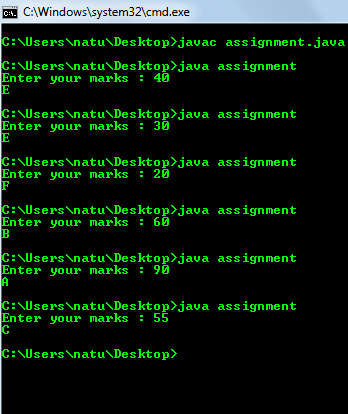 C:\Windows\system32\cmd.exe
C:\Users\natu\Desktop>javac assignment.java
C:\Users\natu\Desktop>java assignment
Enter your marks : 40
E
C:\Users\natu\Desktop>java assignment
Enter your marks : 30
E
C:\Users\natu\Desktop>java assignment
Enter your marks : 20
F
C:\Users\natu\Desktop>java assignment
Enter your marks : 60
B
C:\Users\natu\Desktop>java assignment
Enter your marks : 90
A
C:\Users\natu\Desktop>java assignment
Enter your marks : 55
C
C:\Users\natu\Desktop>